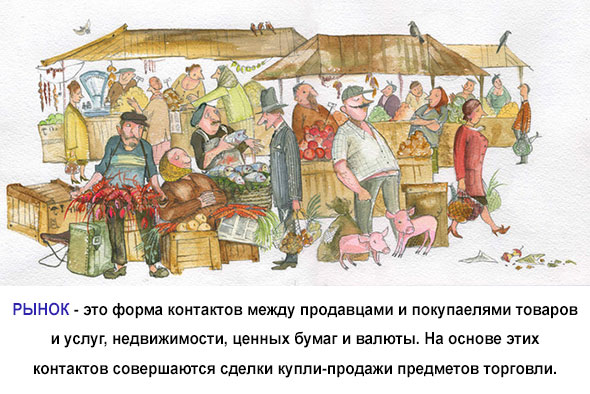 РЫНОК - это форма контактов между продавцами и покупаелями товаров
и услуг, недвижимости, ценных бумаг и валюты. На основе этих
контактов совершаются сделки купли-продажи предметов торговли.